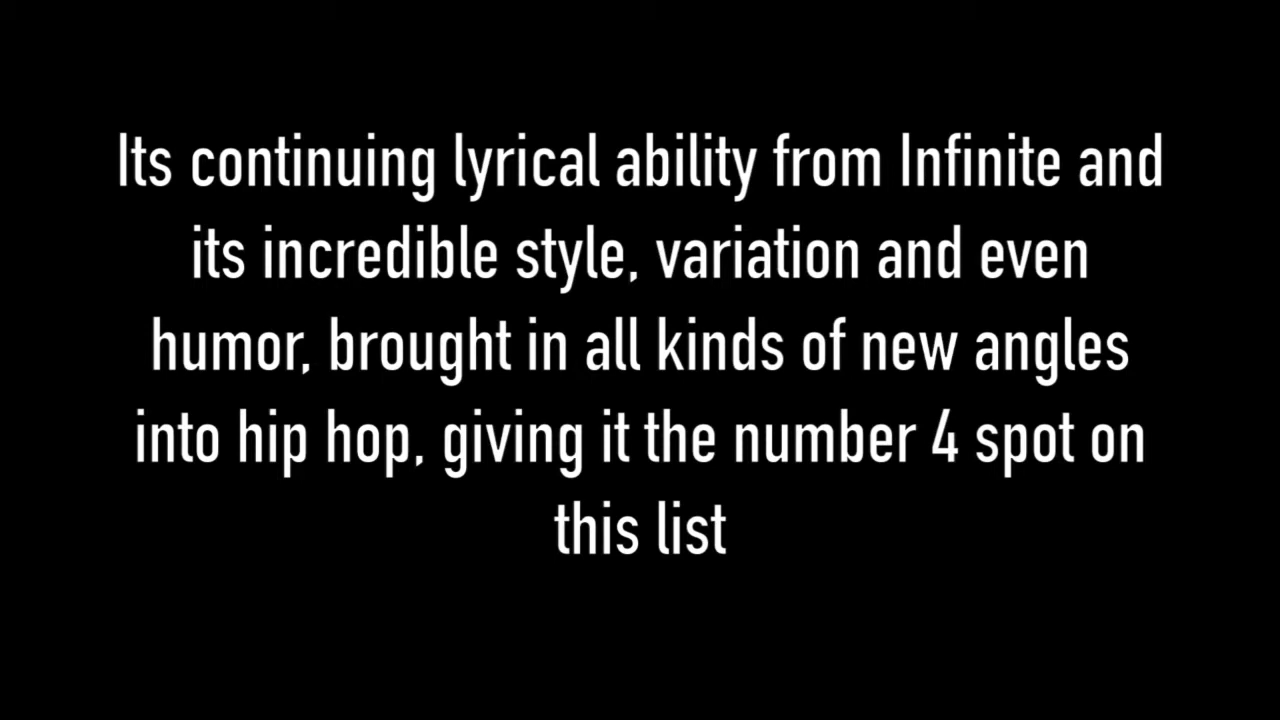 Its continuing lyrical ability from Infinite and
its incredible style, variation and even
humor, brought in all kinds of new angles
into hip hop, giving it the number 4 spot on
this list